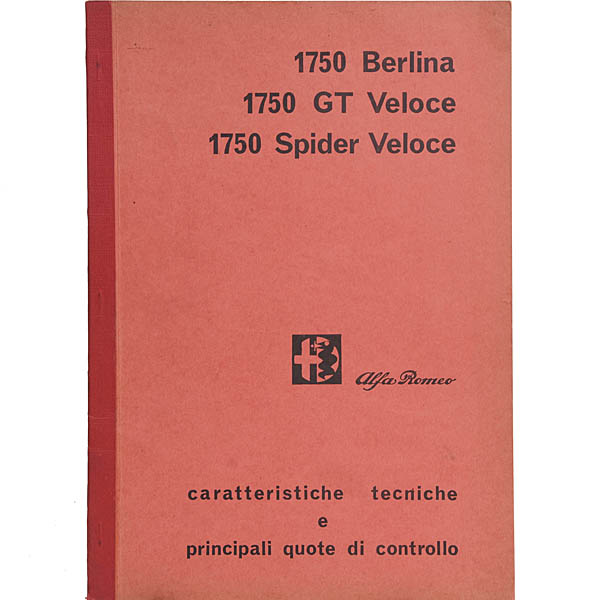 1750 Berlina
1750 GT Veloce
1750 Spider Veloce
Alfa Romeo
caratteristiche tecniche
e
principali quote di controllo